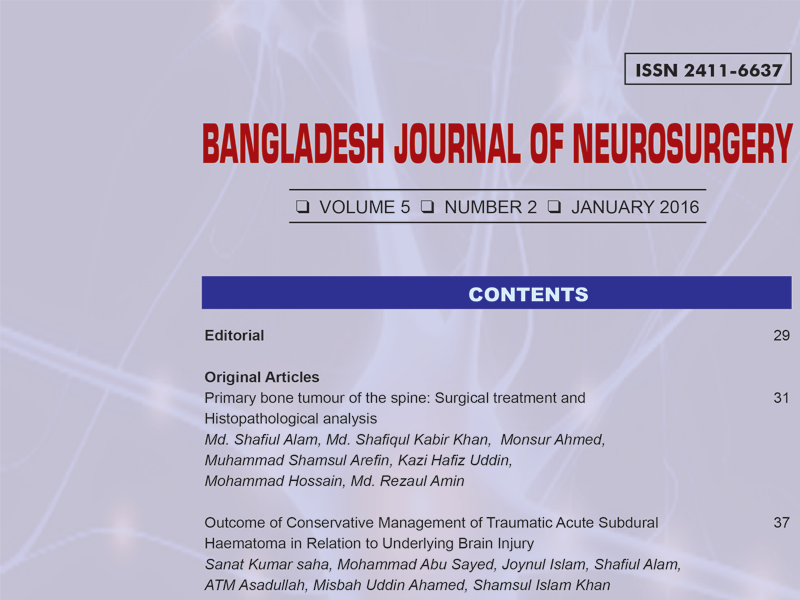 ISSN 2411-6637
BANGLADESH JOURNAL OF NEUROSURGERY
❑ VOLUME 5 ❑ NUMBER 2 ❑ JANUARY 2016
CONTENTS
Editorial 29
Original Articles
Primary bone tumour of the spine: Surgical treatment and 31
Histopathological analysis
Md. Shafiul Alam, Md. Shafiqul Kabir Khan, Monsur Ahmed,
Muhammad Shamsul Arefin, Kazi Hafiz Uddin,
Mohammad Hossain, Md. Rezaul Amin
Outcome of Conservative Management of Traumatic Acute Subdural 37
Haematoma in Relation to Underlying Brain Injury
Sanat Kumar saha, Mohammad Abu Sayed, Joynul Islam, Shafiul Alam,
ATM Asadullah, Misbah Uddin Ahamed, Shamsul Islam Khan